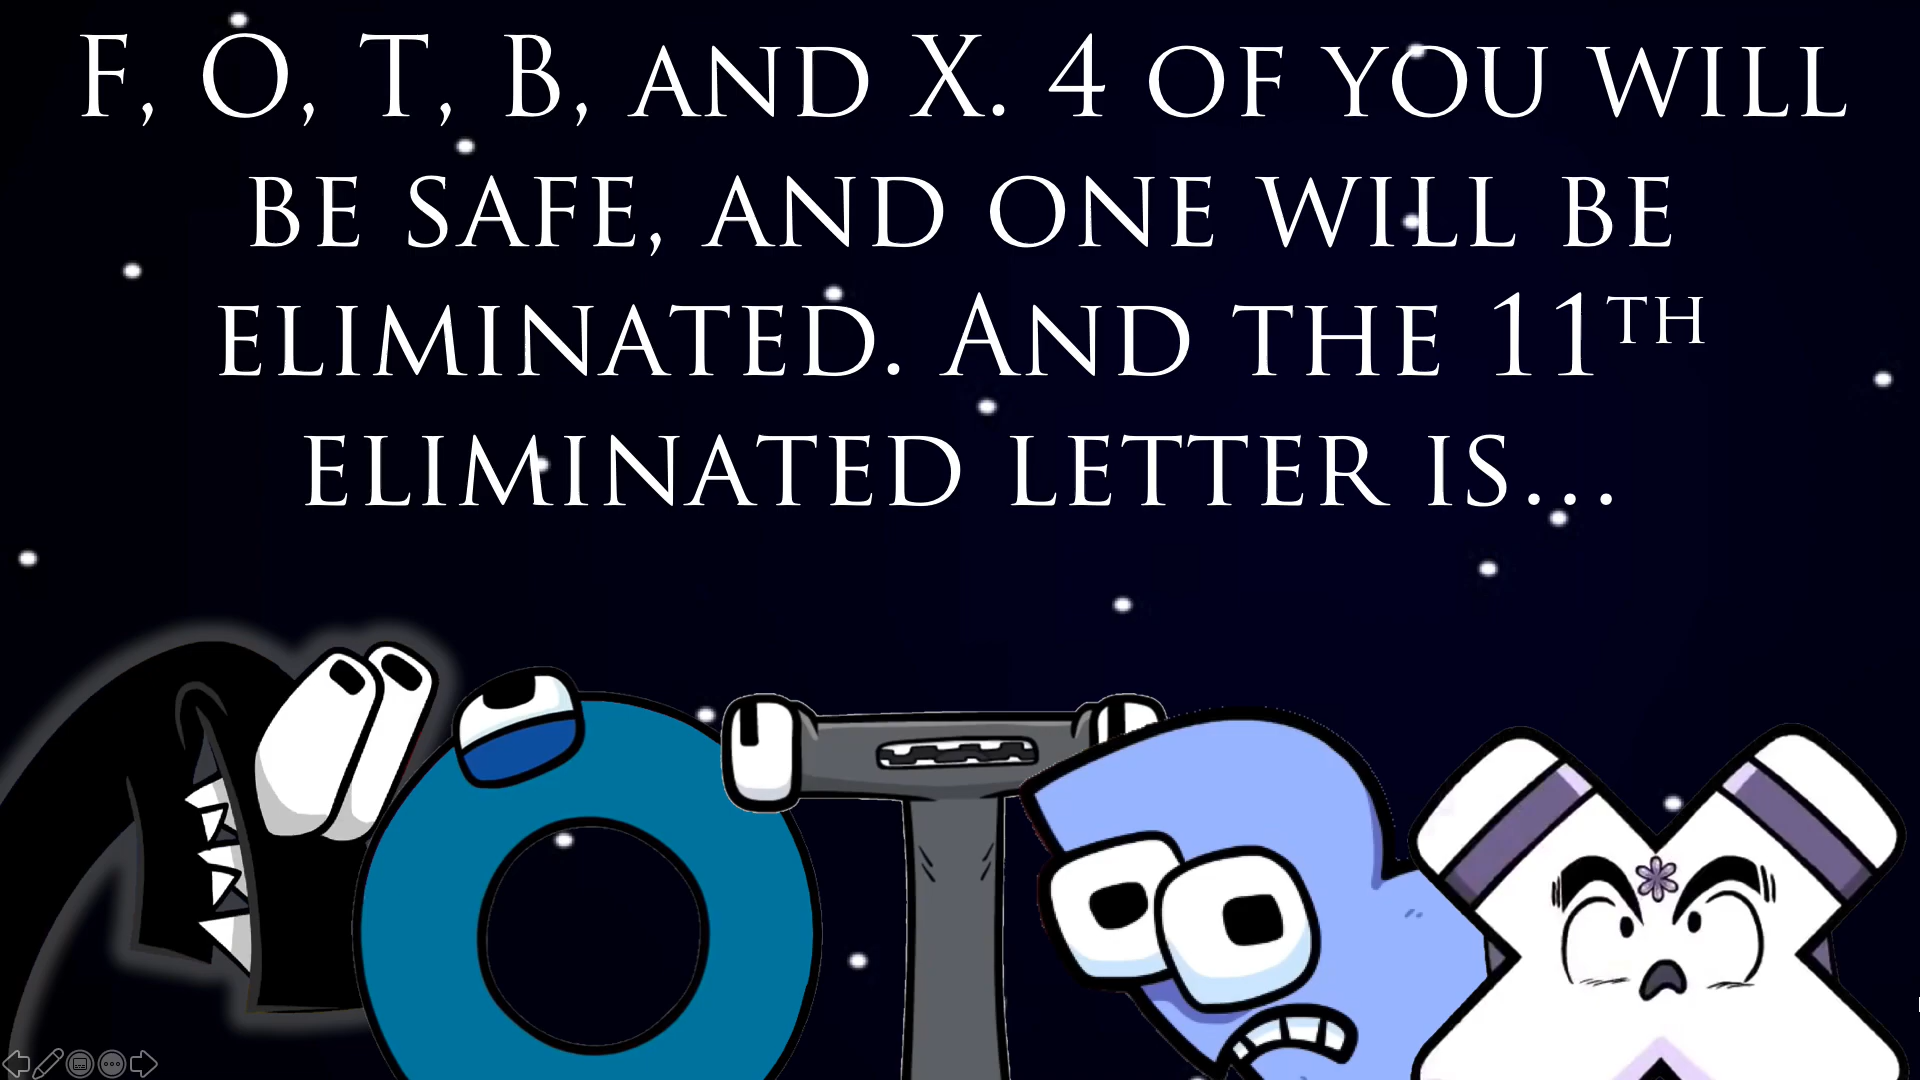 F, O, T, B, and X. 4 of you will
be safe, and one will be
eliminated. And the 11th
eliminated letter is…